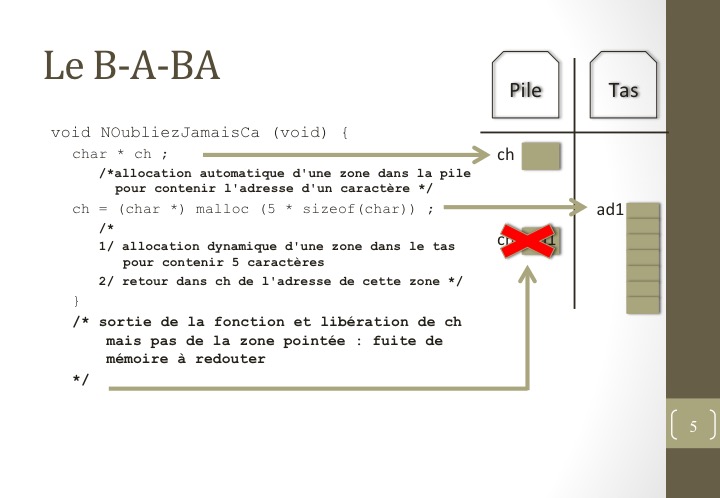 Le B-A-BA
Pile
Tas
void NOubliezJamaisCa (void) {
char * ch ;
ch
/*allocation automatique d'une zone dans la pile
pour contenir l'adresse d'un caractère */
ch = (char *) malloc (5 * sizeof(char)) ;
ad1
/*
1/ allocation dynamique d'une zone dans le tas
pour contenir 5 caractères
2/ retour dans ch de l'adresse de cette zone */
}
/* sortie de la fonction et libération de ch
mais pas de la zone pointée : fuite de
mémoire à redouter
*/
5